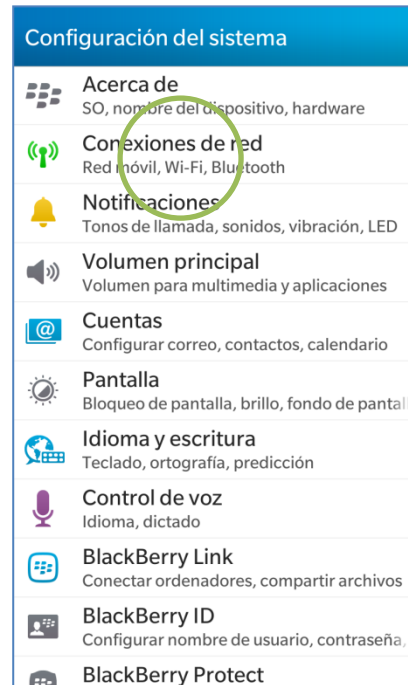 Configuración del sistema
Acerca de
SO, nombre del dispositivo, hardware
Conexiones de red
Red móvil, Wi-Fi, Bluetooth
Notificaciones
Tonos de llamada, sonidos, vibración, LED
Volumen principal
Volumen para multimedia y aplicaciones
Cuentas
Configurar correo, contactos, calendario
Pantalla
Bloqueo de pantalla, brillo, fondo de pantal
Idioma y escritura
Teclado, ortografía, predicción
Control de voz
Idioma, dictado
BlackBerry Link
Conectar ordenadores, compartir archivos
BlackBerry ID
Configurar nombre de usuario, contraseña,
BlackBerry Protect